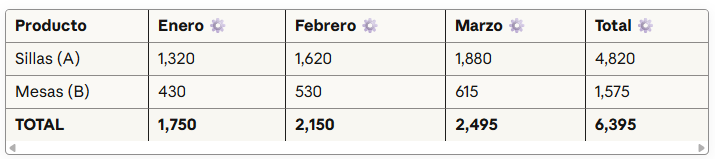 Producto Enero Febrero Marzo Total
Sillas (A) 1,320 1,620 1,880 4,820
Mesas (B) 430 530 615 1,575
TOTAL 1,750 2,150 2,495 6,395